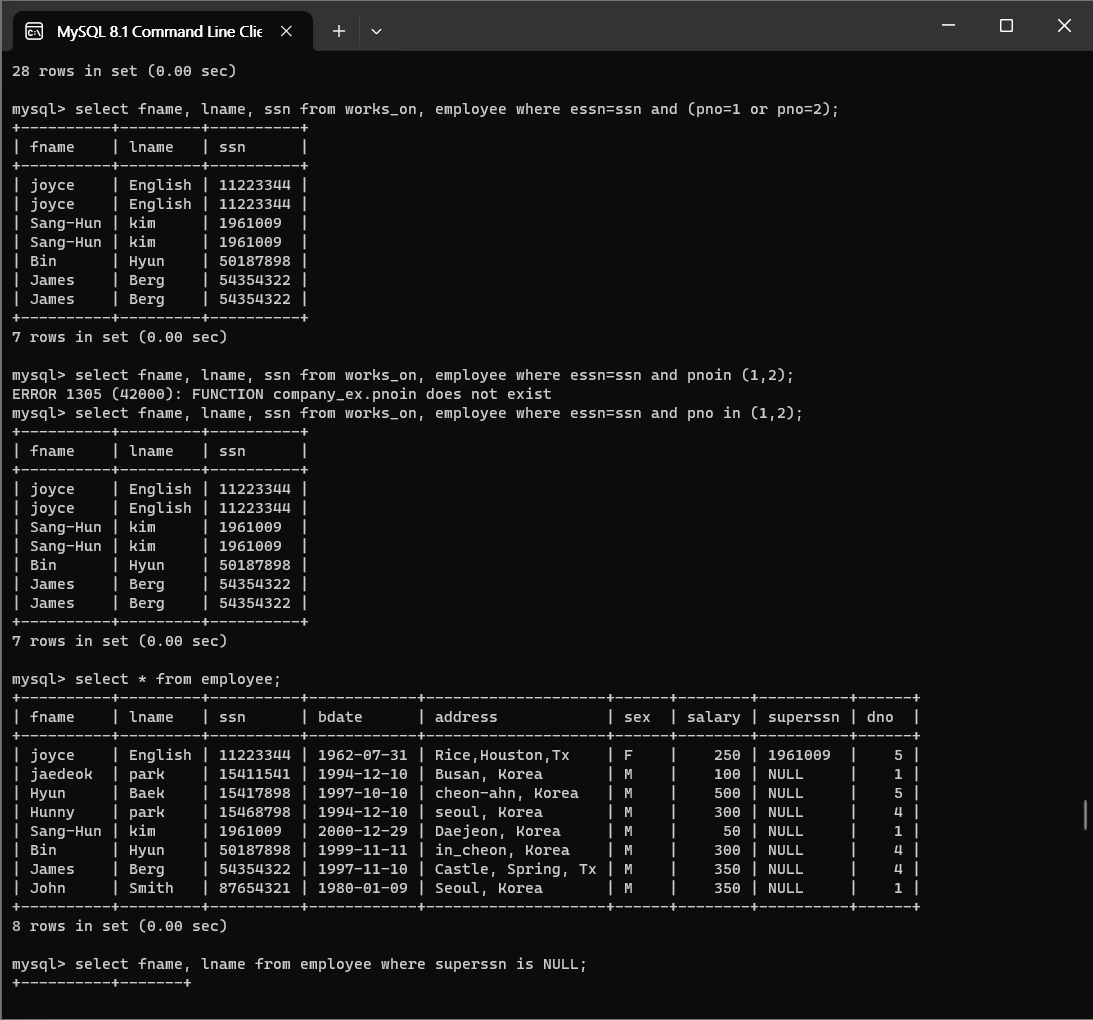 MySQL 8.1 Command Line Clie
28 rows in set (0.00 sec)
mysql> select fname, lname, ssn from works_on, employee where essn=ssn and (pno=1 or pno=2);
+----------+---------+----------+
| fname    | lname   | ssn      |
+----------+---------+----------+
| joyce    | English | 11223344 |
| joyce    | English | 11223344 |
| Sang-Hun | kim     | 1961009  |
| Sang-Hun | kim     | 1961009  |
| Bin      | Hyun    | 50187898 |
| James    | Berg    | 54354322 |
| James    | Berg    | 54354322 |
+----------+---------+----------+
7 rows in set (0.00 sec)
mysql> select fname, lname, ssn from works_on, employee where essn=ssn and pnoin (1,2);
ERROR 1305 (42000): FUNCTION company_ex.pnoin does not exist
mysql> select fname, lname, ssn from works_on, employee where essn=ssn and pno in (1,2);
+----------+---------+----------+
| fname    | lname   | ssn      |
+----------+---------+----------+
| joyce    | English | 11223344 |
| joyce    | English | 11223344 |
| Sang-Hun | kim     | 1961009  |
| Sang-Hun | kim     | 1961009  |
| Bin      | Hyun    | 50187898 |
| James    | Berg    | 54354322 |
| James    | Berg    | 54354322 |
+----------+---------+----------+
7 rows in set (0.00 sec)
mysql> select * from employee;
+----------+---------+----------+------------+--------------------+------+--------+----------+------+
| fname    | lname   | ssn      | bdate      | address            | sex  | salary | superssn | dno  |
+----------+---------+----------+------------+--------------------+------+--------+----------+------+
| joyce    | English | 11223344 | 1962-07-31 | Rice,Houston,Tx    | F    |    250 | 1961009  |    5 |
| jaedeok  | park    | 15411541 | 1994-12-10 | Busan, Korea       | M    |    100 | NULL     |    1 |
| Hyun     | Baek    | 15417898 | 1997-10-10 | cheon-ahn, Korea   | M    |    500 | NULL     |    5 |
| Hunny    | park    | 15468798 | 1994-12-10 | seoul, Korea       | M    |    300 | NULL     |    4 |
| Sang-Hun | kim     | 1961009  | 2000-12-29 | Daejeon, Korea     | M    |     50 | NULL     |    1 |
| Bin      | Hyun    | 50187898 | 1999-11-11 | in_cheon, Korea    | M    |    300 | NULL     |    4 |
| James    | Berg    | 54354322 | 1997-11-10 | Castle, Spring, Tx | M    |    350 | NULL     |    4 |
| John     | Smith   | 87654321 | 1980-01-09 | Seoul, Korea       | M    |    350 | NULL     |    1 |
+----------+---------+----------+------------+--------------------+------+--------+----------+------+
8 rows in set (0.00 sec)
mysql> select fname, lname from employee where superssn is NULL;
+----------+-------+